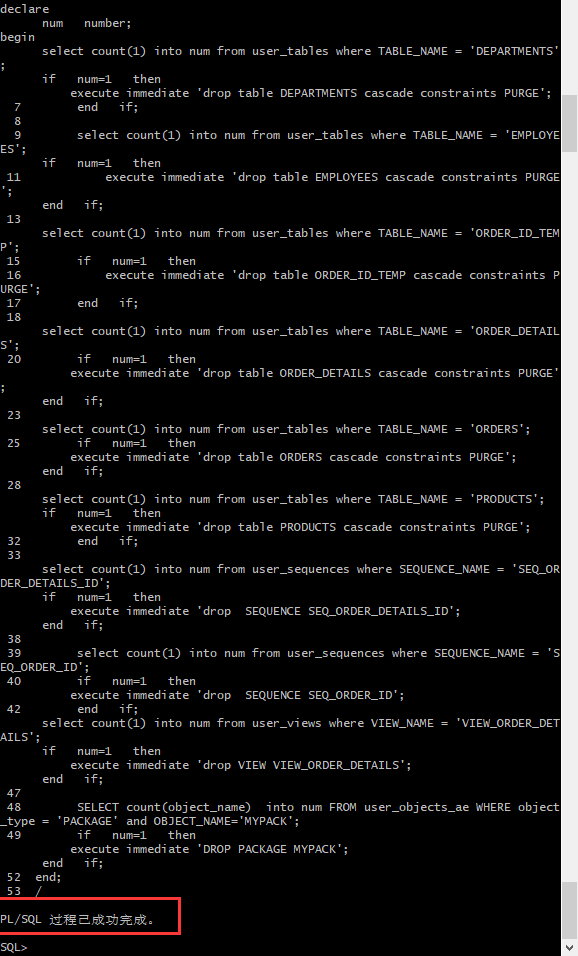 declare
      num   number;
begin
      select count(1) into num from user_tables where TABLE_NAME = 'DEPARTMENTS'
;
      if   num=1   then
          execute immediate 'drop table DEPARTMENTS cascade constraints PURGE';
  7        end   if;
  8
  9        select count(1) into num from user_tables where TABLE_NAME = 'EMPLOYE
ES';
      if   num=1   then
 11            execute immediate 'drop table EMPLOYEES cascade constraints PURGE
';
      end   if;
 13
      select count(1) into num from user_tables where TABLE_NAME = 'ORDER_ID_TEM
P';
 15        if   num=1   then
 16            execute immediate 'drop table ORDER_ID_TEMP cascade constraints P
URGE';
 17        end   if;
 18
      select count(1) into num from user_tables where TABLE_NAME = 'ORDER_DETAIL
S';
 20        if   num=1   then
          execute immediate 'drop table ORDER_DETAILS cascade constraints PURGE'
;
      end   if;
 23
      select count(1) into num from user_tables where TABLE_NAME = 'ORDERS';
 25        if   num=1   then
          execute immediate 'drop table ORDERS cascade constraints PURGE';
      end   if;
 28
      select count(1) into num from user_tables where TABLE_NAME = 'PRODUCTS';
      if   num=1   then
          execute immediate 'drop table PRODUCTS cascade constraints PURGE';
 32        end   if;
 33
      select count(1) into num from user_sequences where SEQUENCE_NAME = 'SEQ_OR
DER_DETAILS_ID';
      if   num=1   then
          execute immediate 'drop  SEQUENCE SEQ_ORDER_DETAILS_ID';
      end   if;
 38
 39        select count(1) into num from user_sequences where SEQUENCE_NAME = 'S
EQ_ORDER_ID';
 40        if   num=1   then
          execute immediate 'drop  SEQUENCE SEQ_ORDER_ID';
 42        end   if;
      select count(1) into num from user_views where VIEW_NAME = 'VIEW_ORDER_DET
AILS';
      if   num=1   then
          execute immediate 'drop VIEW VIEW_ORDER_DETAILS';
      end   if;
 47
 48        SELECT count(object_name)  into num FROM user_objects_ae WHERE object
_type = 'PACKAGE' and OBJECT_NAME='MYPACK';
 49        if   num=1   then
          execute immediate 'DROP PACKAGE MYPACK';
      end   if;
 52  end;
 53  /
PL/SQL 过程已成功完成。
SQL>